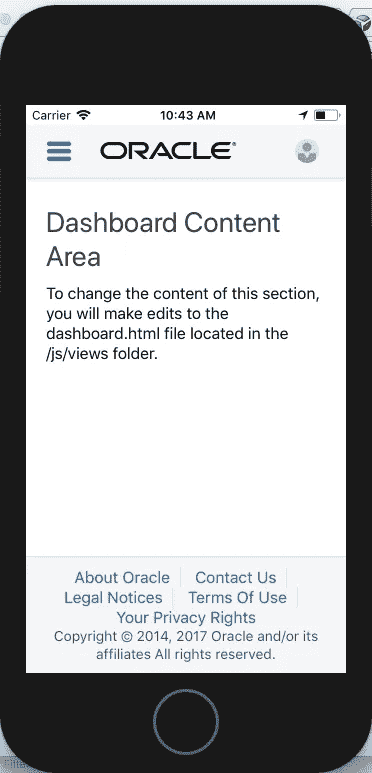 Carrier 10:43 AM
ORACLE®
Dashboard Content
Area
To change the content of this section,
you will make edits to the
dashboard.html file located in the
/js/views folder.
About Oracle Contact Us
Legal Notices Terms Of Use
Your Privacy Rights
Copyright © 2014, 2017 Oracle and/or its
affiliates All rights reserved.